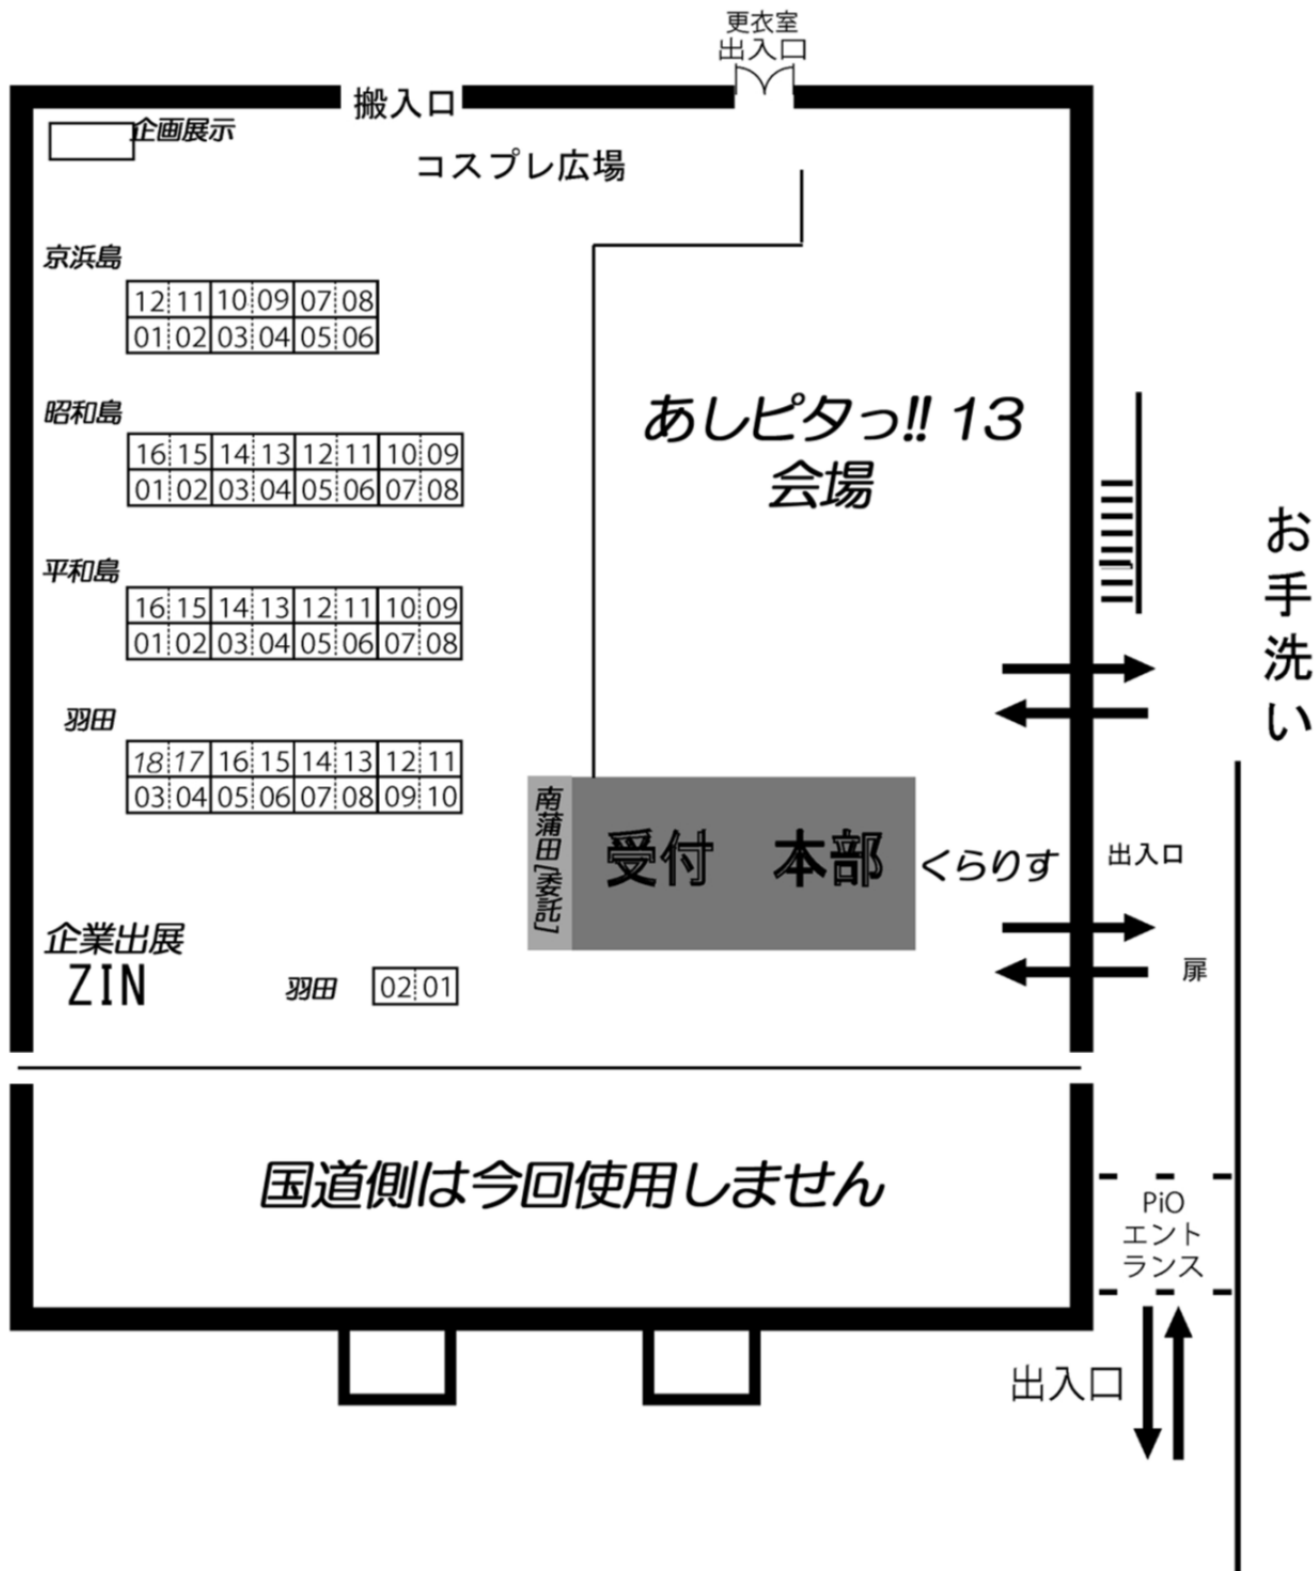 更衣室
出入口
搬入口
企画展示
コスプレ広場
京浜島
12 11 10 09 07 08
01 02 03 04 05 06
あしピタっ!! 13
会場
昭和島
16 15 14 13 12 11 10 09
01 02 03 04 05 06 07 08
お手洗い
平和島
16 15 14 13 12 11 10 09
01 02 03 04 05 06 07 08
羽田
18 17 16 15 14 13 12 11
03 04 05 06 07 08 09 10
南蒲田[委託]
受付 本部
くらりす
出入口
企業出展
ZIN
羽田
02 01
扉
国道側は今回使用しません
PiO
エント
ランス
出入口